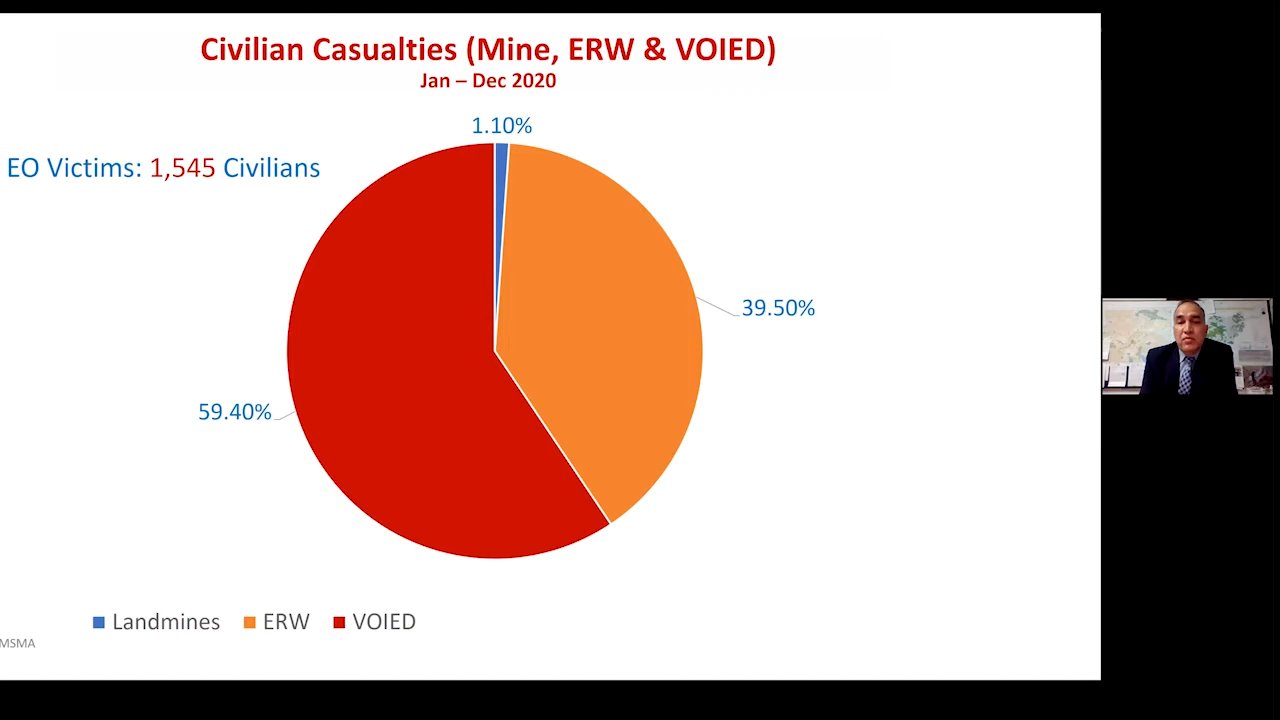 Civilian Casualties (Mine, ERW & VOIED)
Jan – Dec 2020
1.10%
EO Victims: 1,545 Civilians
39.50%
59.40%
Landmines ERW VOIED
MSMA